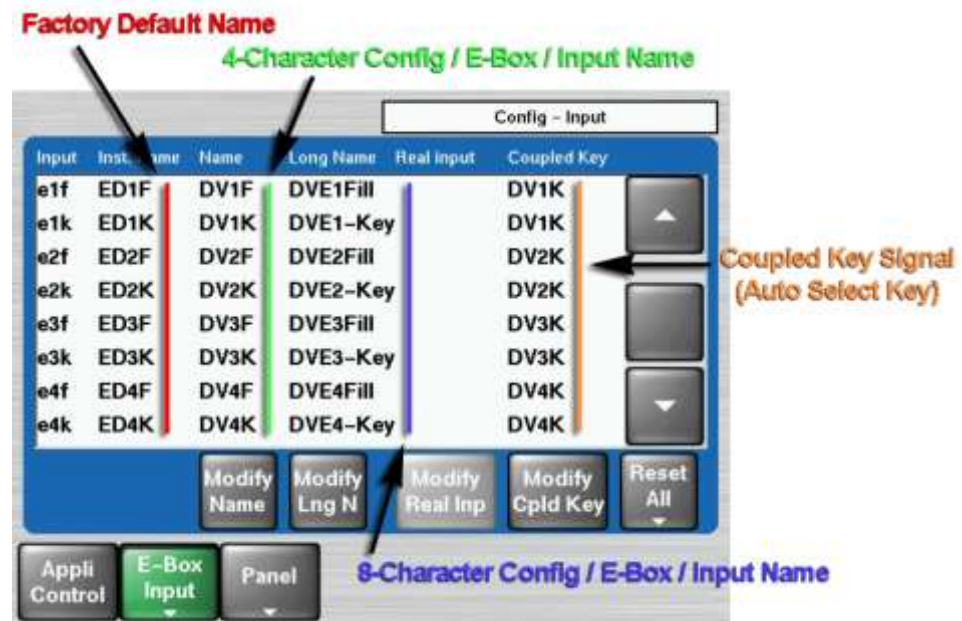 Factory Default Name
4-Character Config / E-Box / Input Name
Config – Input
Input Inst. Name Name Long Name Real Input Coupled Key
e1f ED1F DV1F DVE1Fill DV1K
e1k ED1K DV1K DVE1–Key DV1K
e2f ED2F DV2F DVE2Fill DV2K
e2k ED2K DV2K DVE2–Key DV2K
e3f ED3F DV3F DVE3Fill DV3K
e3k ED3K DV3K DVE3–Key DV3K
e4f ED4F DV4F DVE4Fill DV4K
e4k ED4K DV4K DVE4–Key DV4K
Coupled Key Signal
(Auto Select Key)
Modify Name
Modify Lng N
Modify Real Inp
Modify Cpld Key
Reset All
Appli Control
E–Box Input
Panel
8-Character Config / E-Box / Input Name